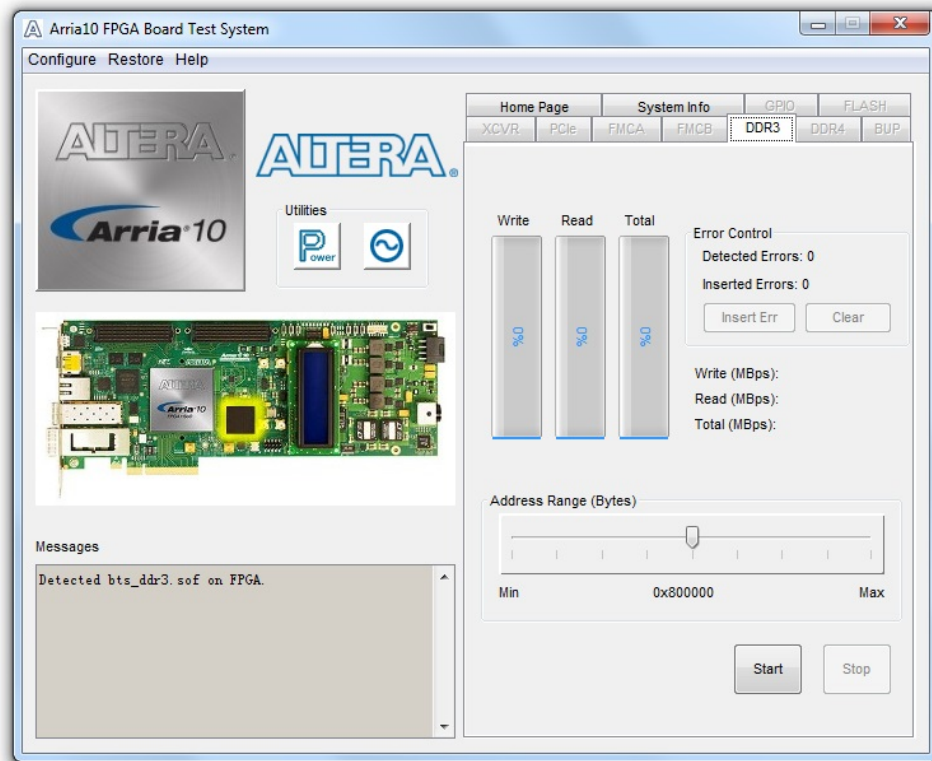 Arria10 FPGA Board Test System
Configure Restore Help
ALTERA
Arria 10
ALTERA®
Utilities
Power
ALTERA
Arria 10
Messages
Detected bts_ddr3.sof on FPGA.
Home Page System Info GPIO FLASH
XCVR PCIe FMCA FMCB DDR3 DDR4 BUP
Write Read Total
0% 0% 0%
Error Control
Detected Errors: 0
Inserted Errors: 0
Insert Err Clear
Write (MBps):
Read (MBps):
Total (MBps):
Address Range (Bytes)
Min 0x800000 Max
Start Stop